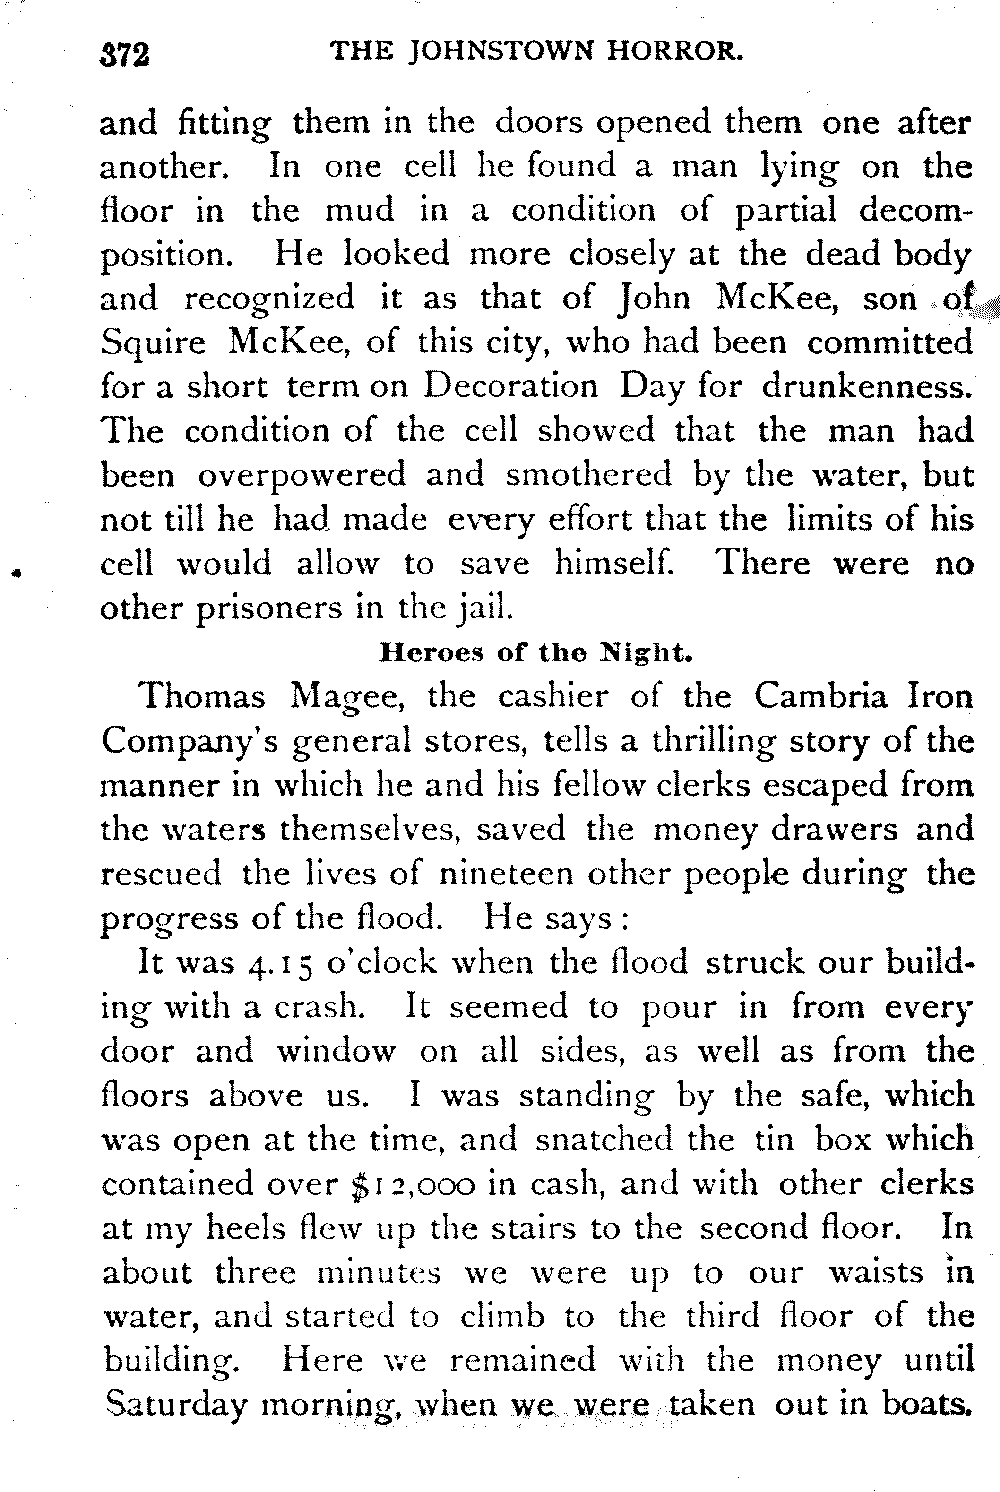 372 THE JOHNSTOWN HORROR.
and fitting them in the doors opened them one after
another. In one cell he found a man lying on the
floor in the mud in a condition of partial decom-
position. He looked more closely at the dead body
and recognized it as that of John McKee, son of
Squire McKee, of this city, who had been committed
for a short term on Decoration Day for drunkenness.
The condition of the cell showed that the man had
been overpowered and smothered by the water, but
not till he had made every effort that the limits of his
cell would allow to save himself. There were no
other prisoners in the jail.
Heroes of the Night.
Thomas Magee, the cashier of the Cambria Iron
Company's general stores, tells a thrilling story of the
manner in which he and his fellow clerks escaped from
the waters themselves, saved the money drawers and
rescued the lives of nineteen other people during the
progress of the flood. He says:
It was 4.15 o'clock when the flood struck our build-
ing with a crash. It seemed to pour in from every
door and window on all sides, as well as from the
floors above us. I was standing by the safe, which
was open at the time, and snatched the tin box which
contained over $12,000 in cash, and with other clerks
at my heels flew up the stairs to the second floor. In
about three minutes we were up to our waists in
water, and started to climb to the third floor of the
building. Here we remained with the money until
Saturday morning, when we were taken out in boats.